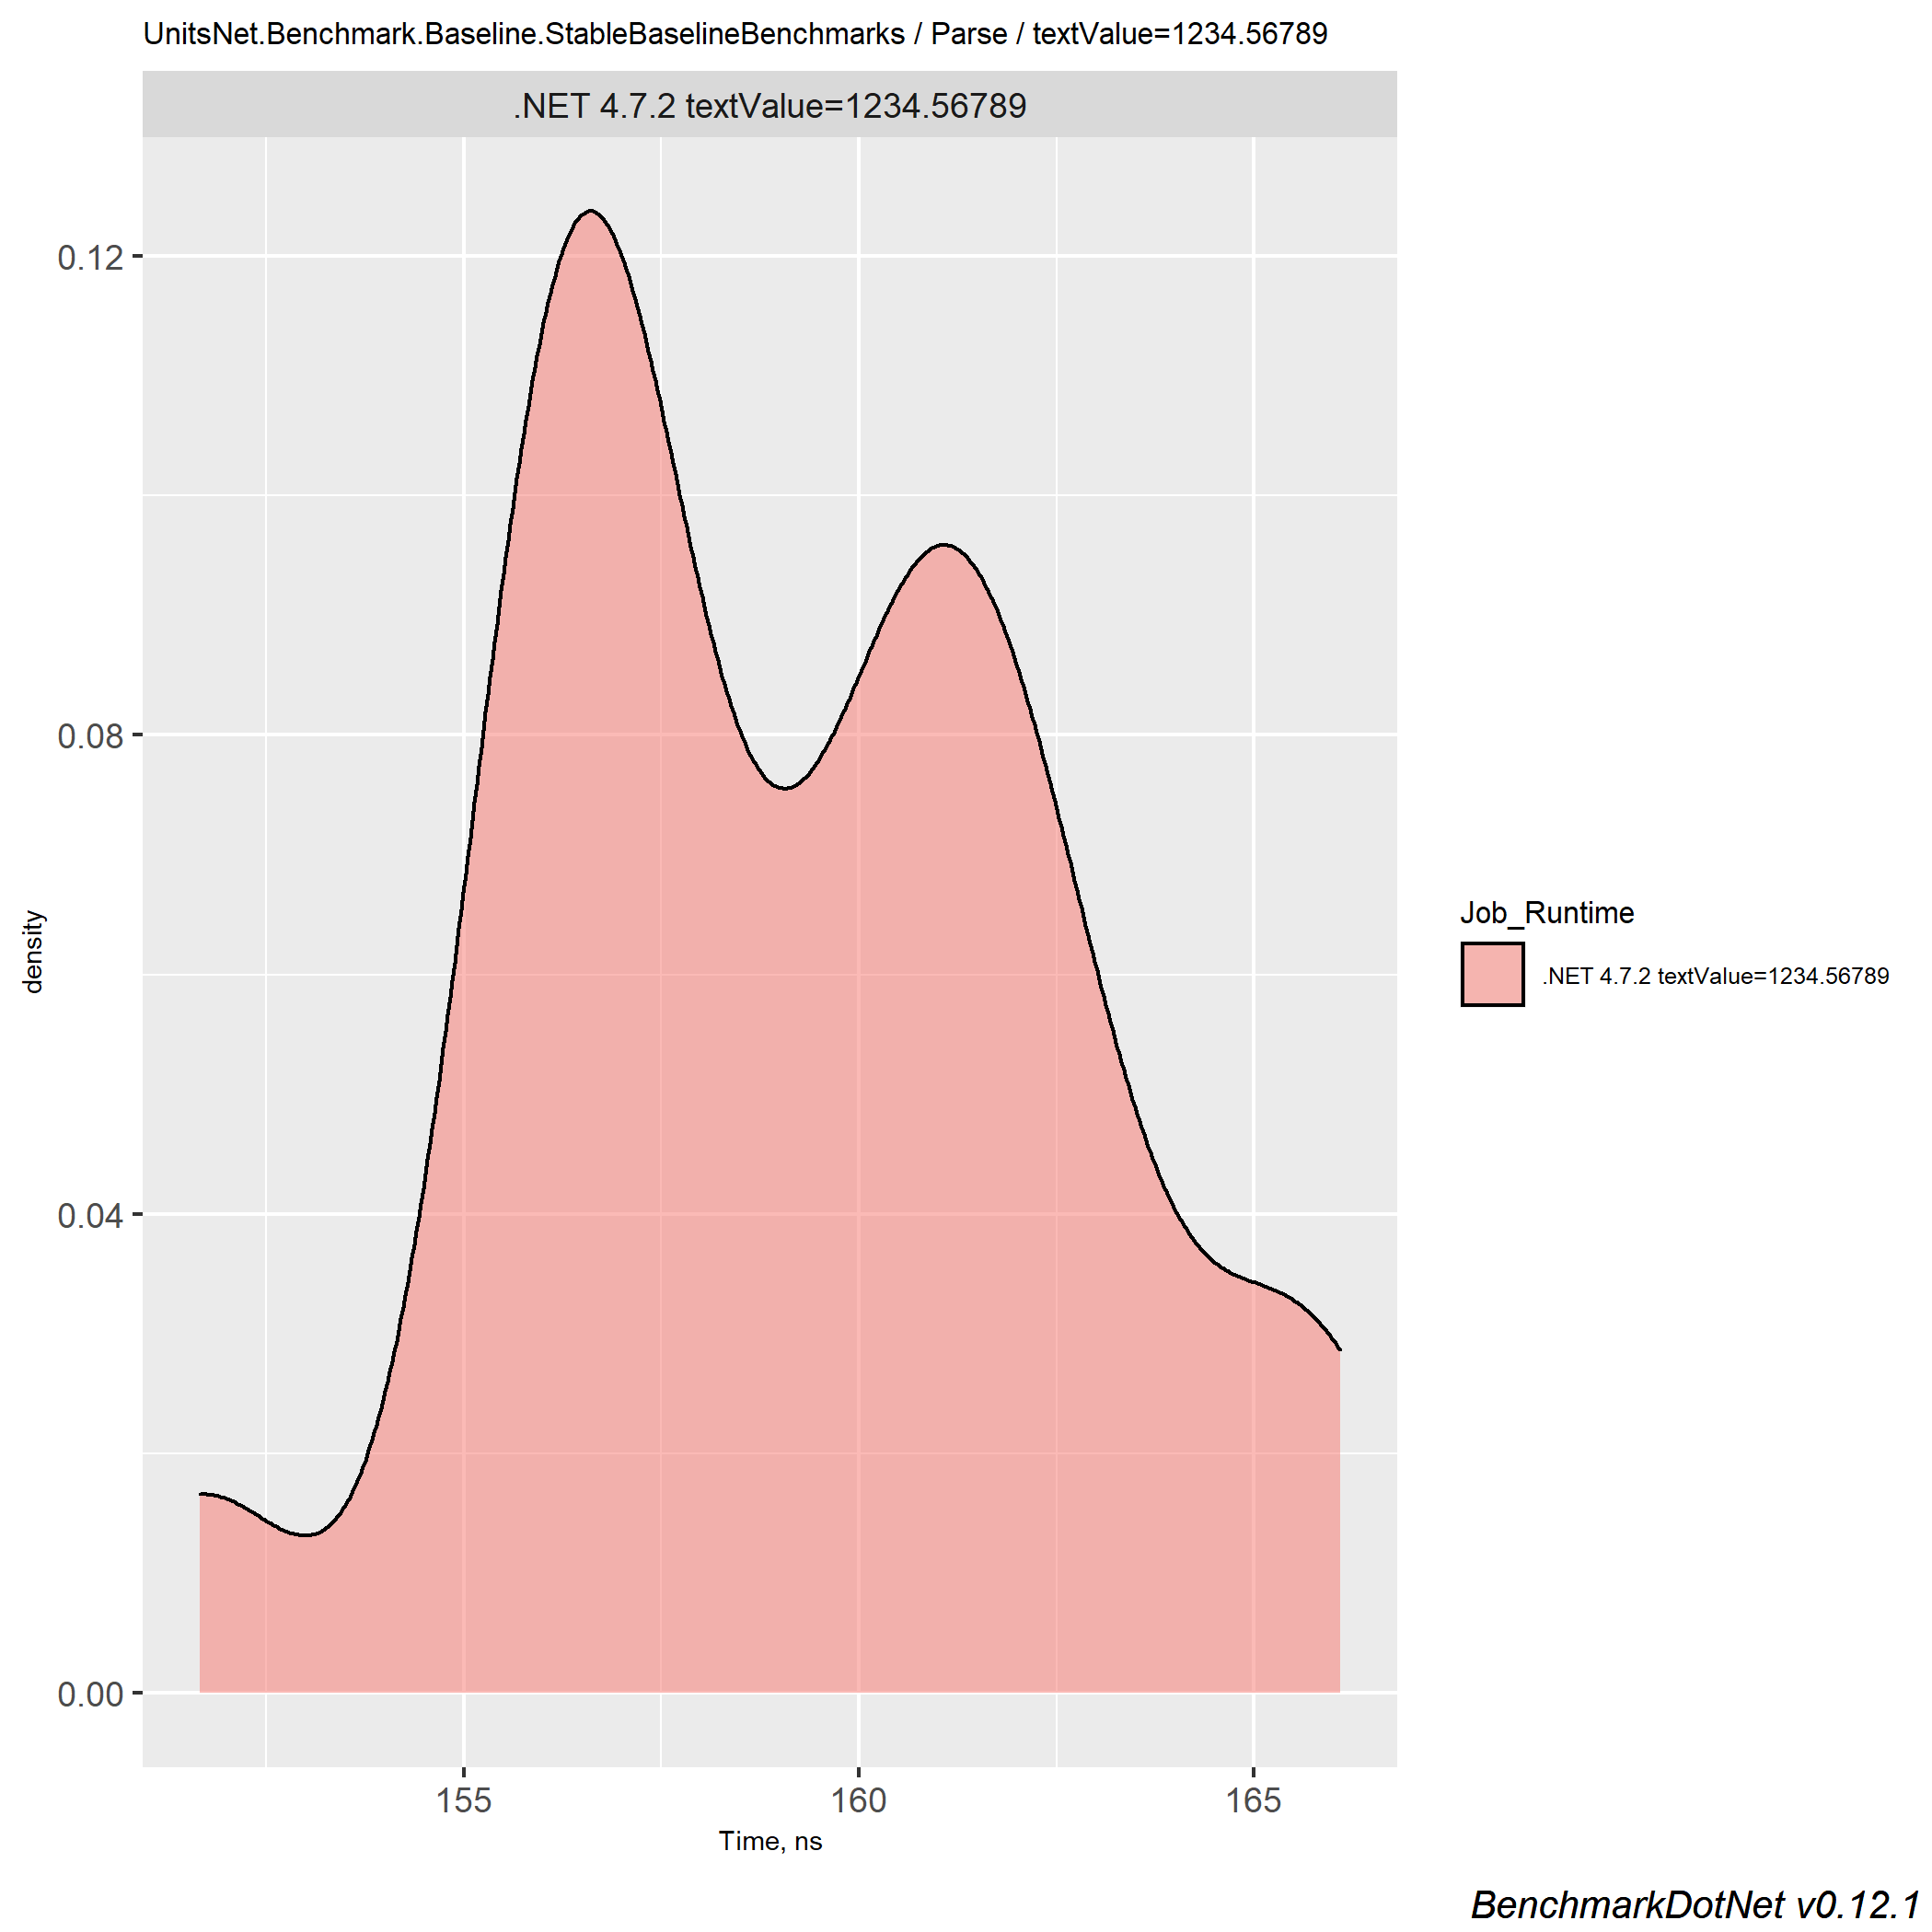 UnitsNet.Benchmark.Baseline.StableBaselineBenchmarks / Parse / textValue=1234.56789
.NET 4.7.2 textValue=1234.56789
0.12
0.08
0.04
0.00
density
155 160 165
Time, ns
Job_Runtime
.NET 4.7.2 textValue=1234.56789
BenchmarkDotNet v0.12.1